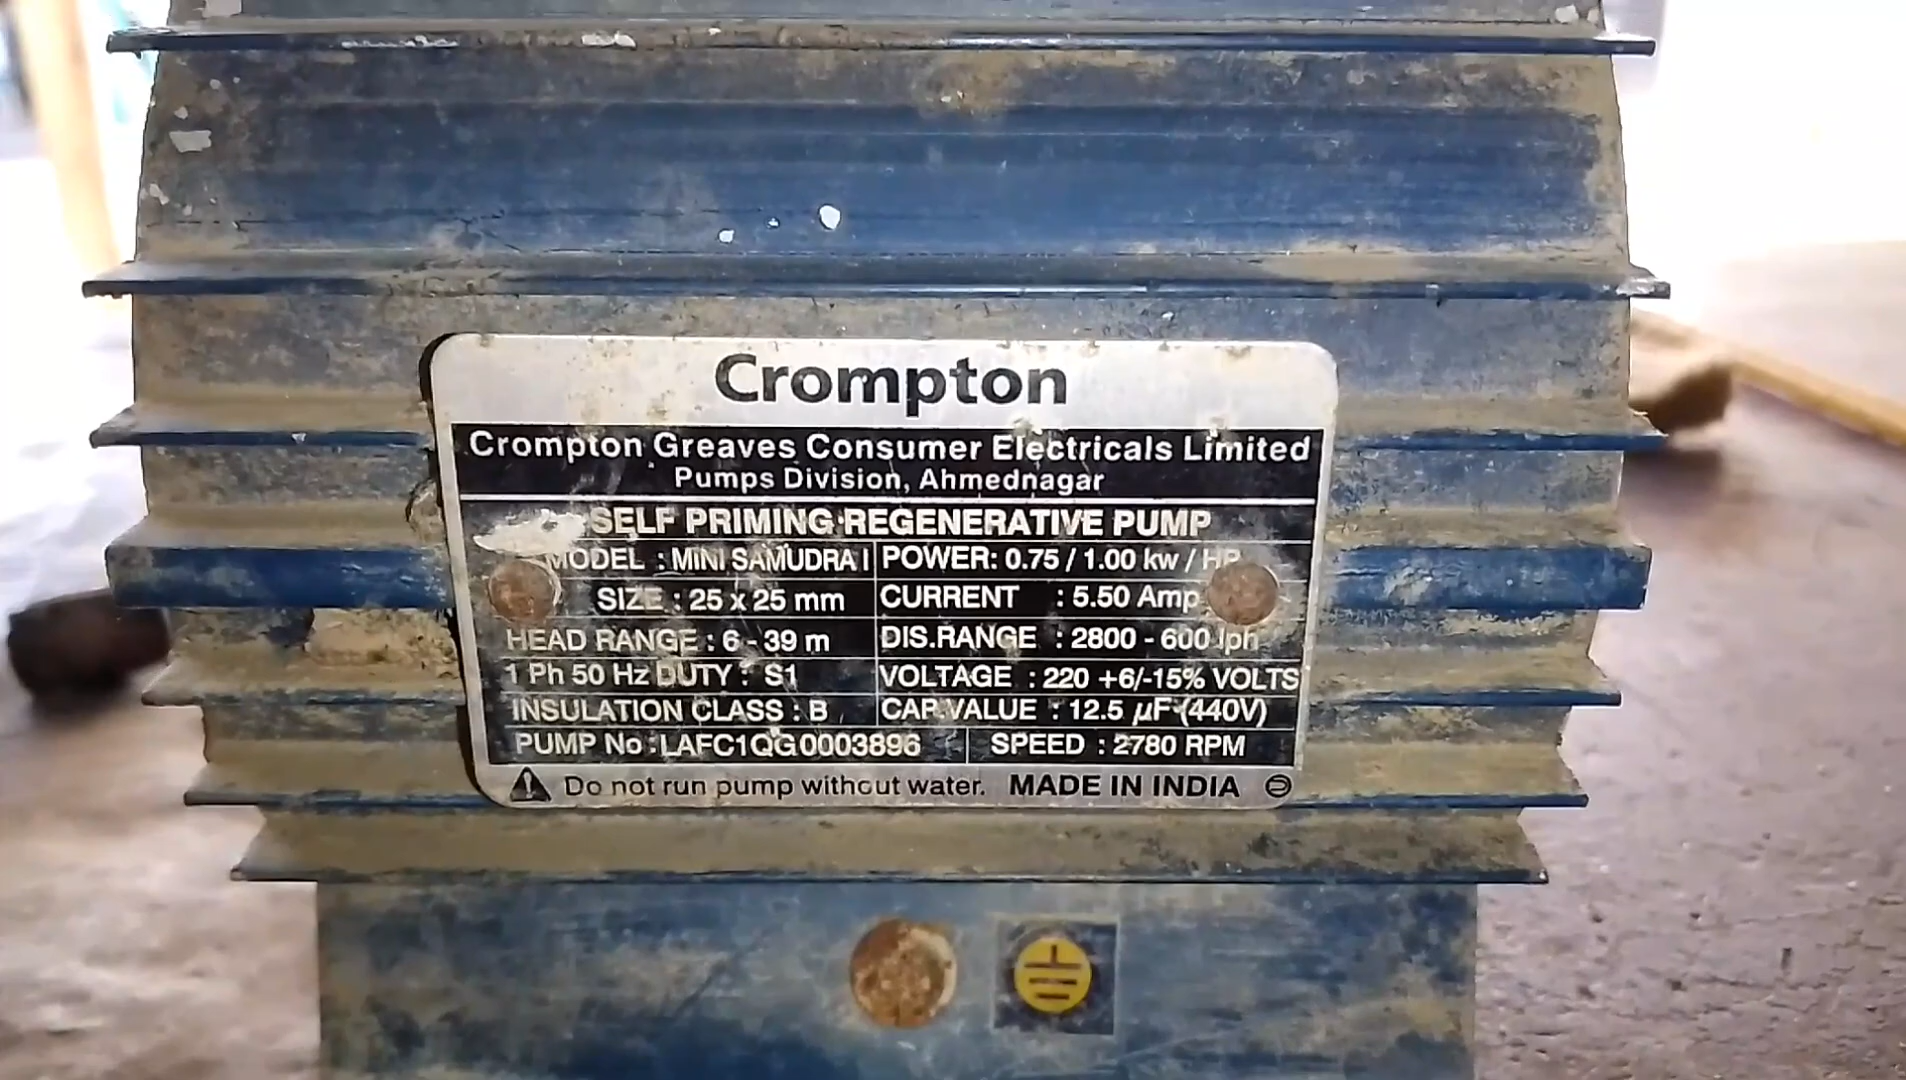 Crompton
Crompton Greaves Consumer Electricals Limited
Pumps Division, Ahmednagar
SELF PRIMING REGENERATIVE PUMP
MODEL : MINI SAMUDRA I POWER: 0.75 / 1.00 kw / HP
SIZE : 25 x 25 mm CURRENT : 5.50 Amp
HEAD RANGE : 6 - 39 m DIS.RANGE : 2800 - 600 lph
1 Ph 50 Hz DUTY : S1 VOLTAGE : 220 +6/-15% VOLTS
INSULATION CLASS : B CAP.VALUE : 12.5 µF (440V)
PUMP No : LAFC1QG0003896 SPEED : 2780 RPM
Do not run pump without water. MADE IN INDIA